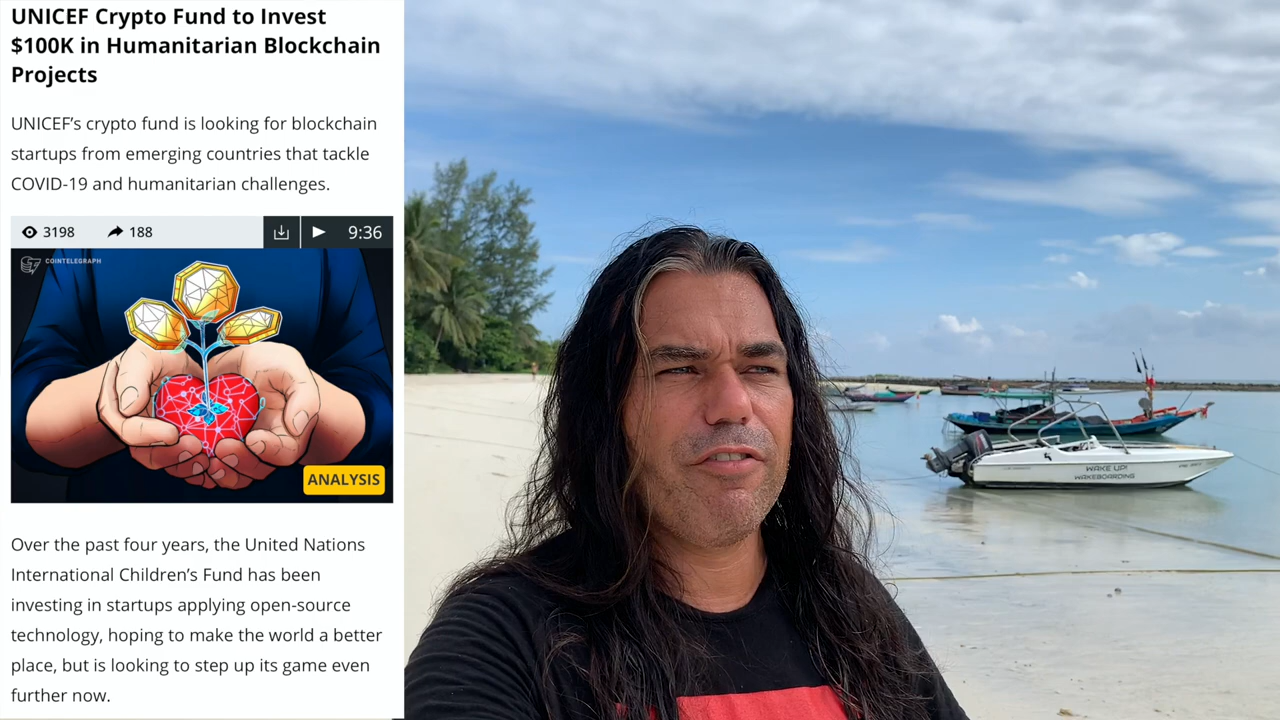 UNICEF Crypto Fund to Invest
$100K in Humanitarian Blockchain
Projects
UNICEF’s crypto fund is looking for blockchain
startups from emerging countries that tackle
COVID-19 and humanitarian challenges.
3198 188 9:36
COINTELEGRAPH
ANALYSIS
Over the past four years, the United Nations
International Children’s Fund has been
investing in startups applying open-source
technology, hoping to make the world a better
place, but is looking to step up its game even
further now.
WAKE UP!
WAKEBOARDING